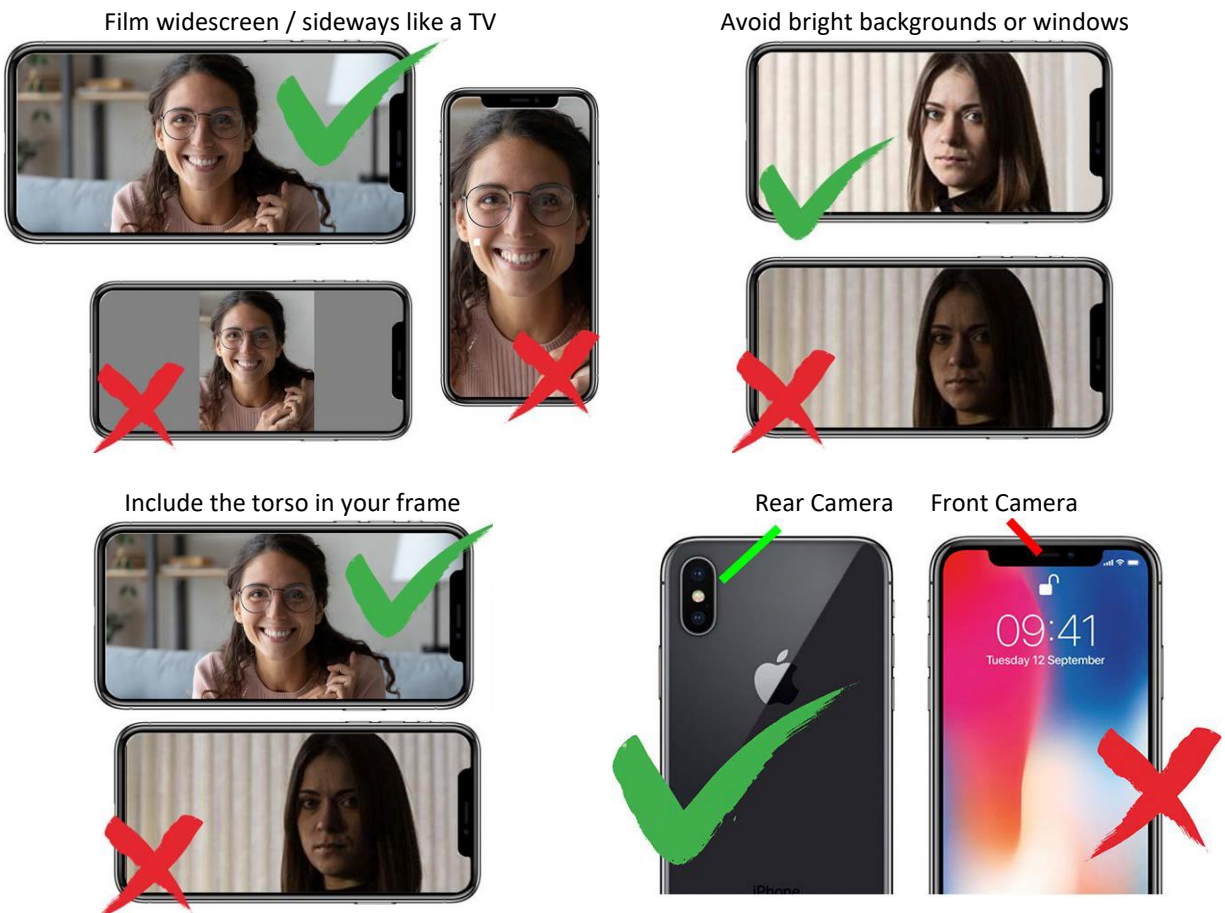 Film widescreen / sideways like a TV
Avoid bright backgrounds or windows
Include the torso in your frame
Rear Camera
Front Camera
09:41
Tuesday 12 September
iPhone